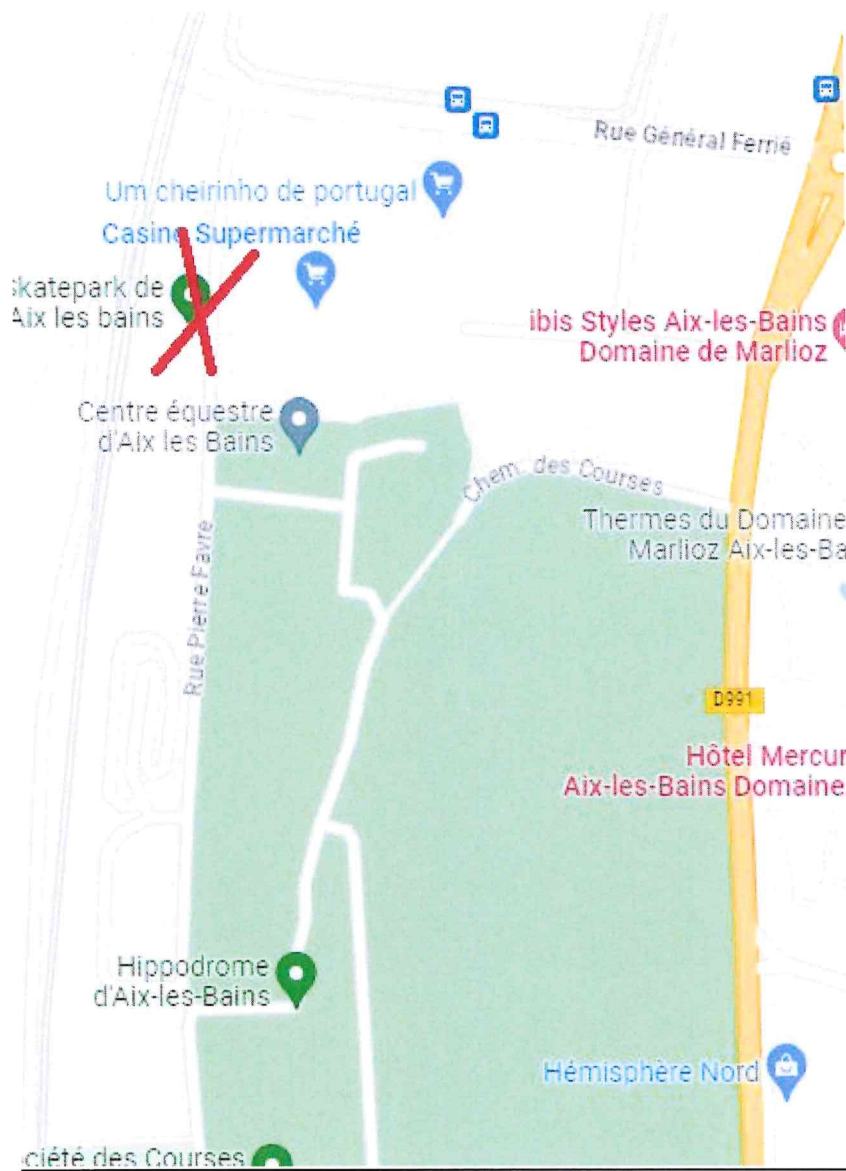 Rue Général Ferrié
Um cheirinho de portugal
Casino Supermarché
Skatepark de
Aix les bains
ibis Styles Aix-les-Bains
Domaine de Marlioz
Centre équestre
d'Aix les Bains
Chem. des Courses
Thermes du Domaine
Marlioz Aix-les-Ba
Rue Pierre Favre
D991
Hôtel Mercur
Aix-les-Bains Domaine
Hippodrome
d'Aix-les-Bains
Hémisphère Nord
ciété des Courses